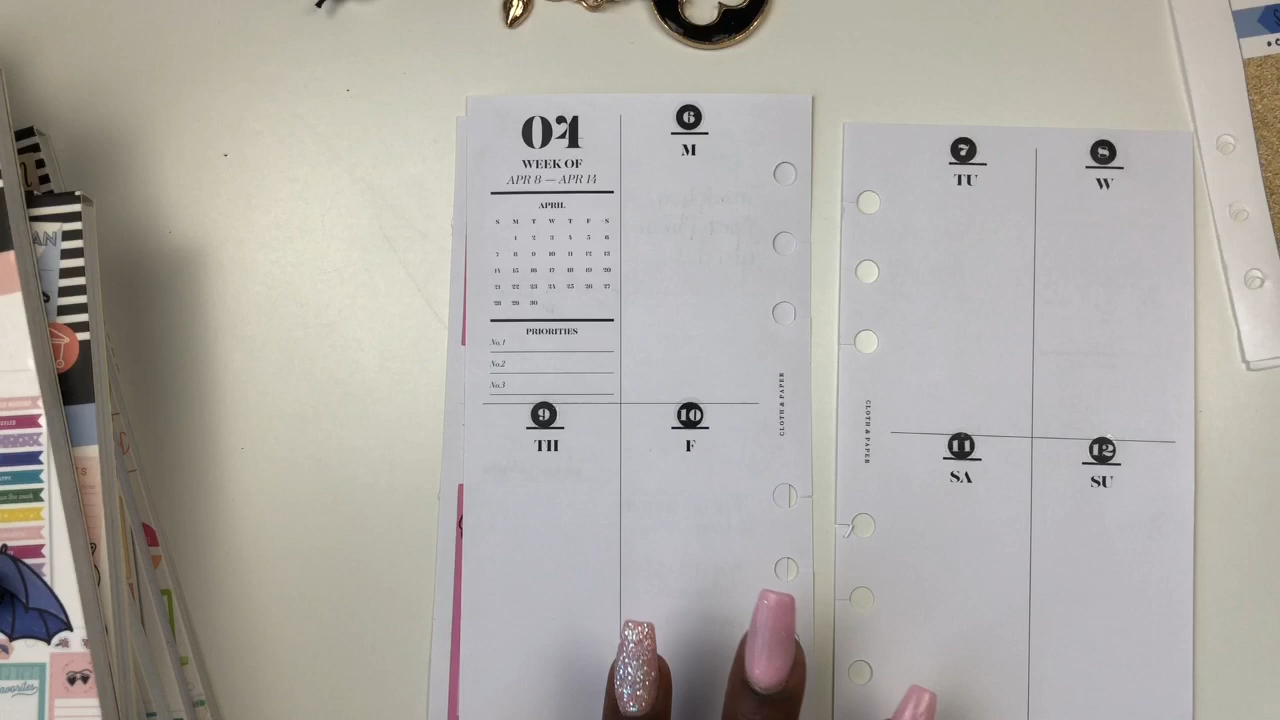 04
WEEK OF
APR 8 — APR 14
APRIL
S M T W T F S
1 2 3 4 5 6
7 8 9 10 11 12 13
14 15 16 17 18 19 20
21 22 23 24 25 26 27
28 29 30
PRIORITIES
No.1
No.2
No.3
6
M
9
TH
10
F
CLOTH & PAPER
7
TU
8
W
CLOTH & PAPER
11
SA
12
SU